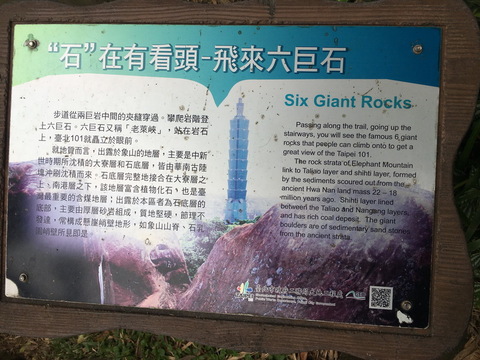 “石”在有看頭-飛來六巨石
步道從兩巨岩中間的夾縫穿過。攀爬岩階登
上六巨石。六巨石又稱「老萊峽」，站在岩石
上，臺北101就矗立於眼前。
就地質而言，出露於象山的地層，主要是中新
世時期所沈積的大寮層和石底層，皆由華南古陸
塊沖刷沈積而來。石底層完整地接合在大寮層之
上、南港層之下，該地層富含植物化石，也是臺
灣最重要的含煤地層；出露於本區者為石底層的
底部，主要由厚層砂岩組成，質地堅硬，節理不
發達，常構成懸崖峭壁地形，如象山山脊，石乳
園峭壁所見即是。
Six Giant Rocks
Passing along the trail, going up the
stairways, you will see the famous 6 giant
rocks that people can climb onto to get a
great view of the Taipei 101.
The rock strata of Elephant Mountain
link to Taliao layer and shihti layer, formed
by the sediments scoured out from the
ancient Hwa Nan land mass 22 – 18
million years ago. Shihti layer lined
between the Taliao and Nangang layers,
and has rich coal deposit. The giant
boulders are of sedimentary sand stones
from the ancient strata.